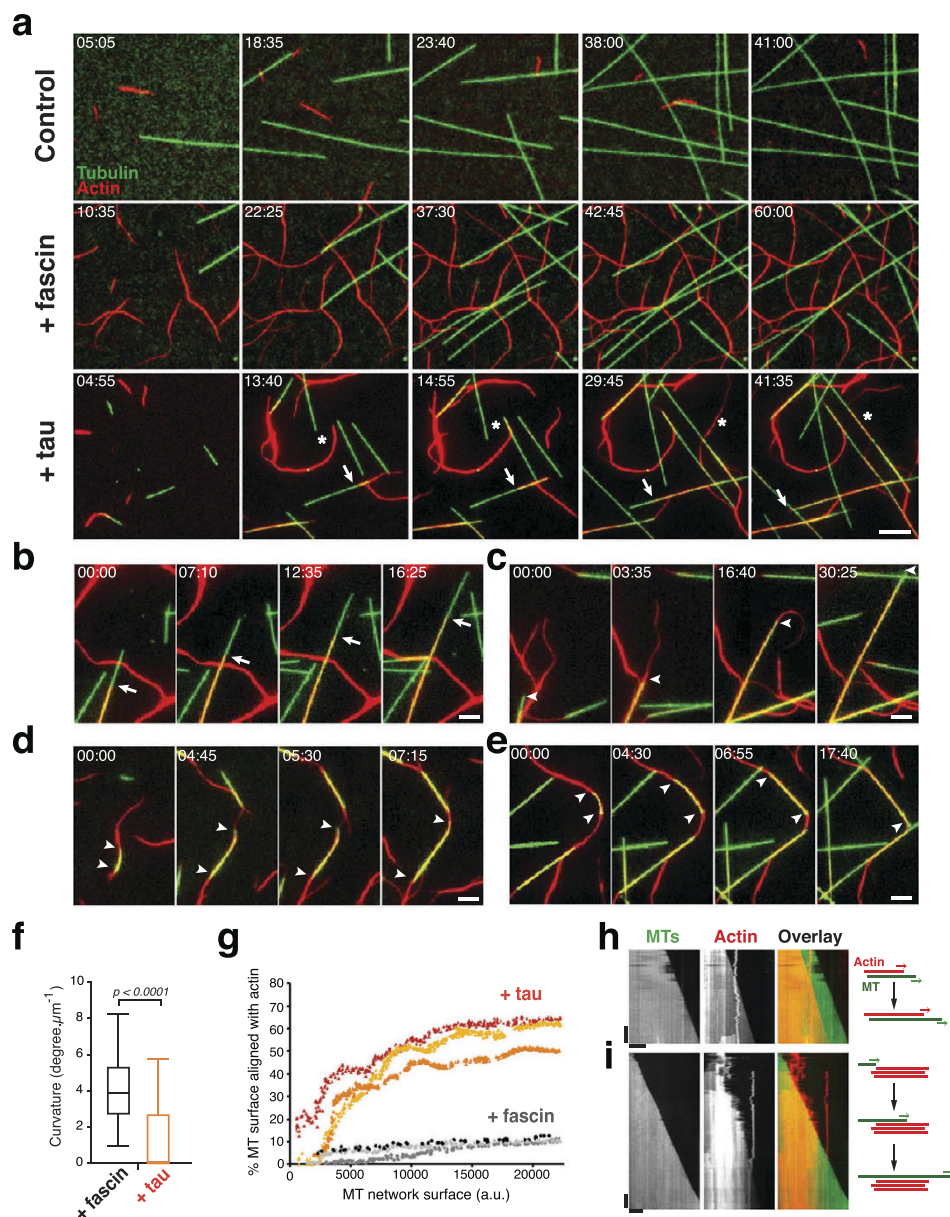 a
Control
05:05 18:35 23:40 38:00 41:00
Tubulin
Actin
+ fascin
10:35 22:25 37:30 42:45 60:00
+ tau
04:55 13:40 14:55 29:45 41:35
* * * *
b c
00:00 07:10 12:35 16:25 00:00 03:35 16:40 30:25
d e
00:00 04:45 05:30 07:15 00:00 04:30 06:55 17:40
f g h
MTs Actin Overlay
Actin
MT
i
Curvature (degree.µm⁻¹)
10
8
6
4
2
0
p < 0.0001
+ fascin
+ tau
% MT surface aligned with actin
80
70
60
50
40
30
20
10
0
+ tau
+ fascin
0 5000 10000 15000 20000
MT network surface (a.u.)